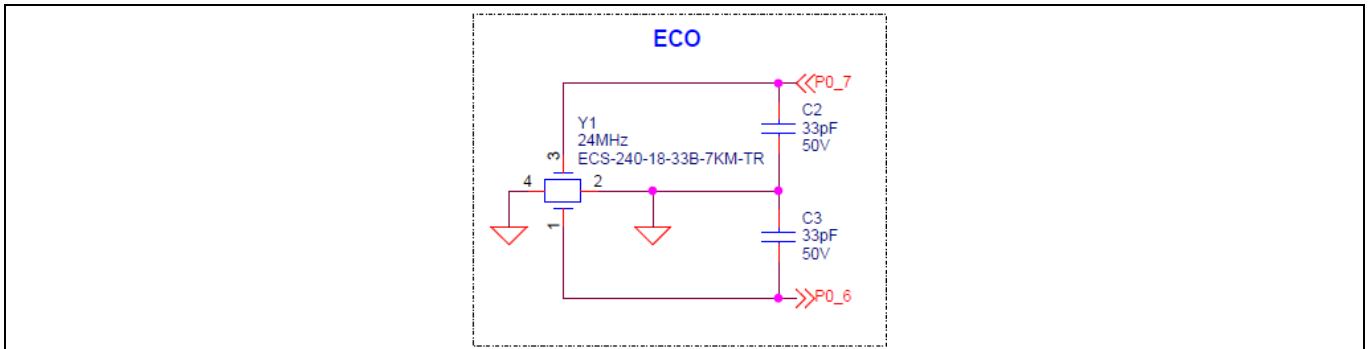 ECO
P0_7
C2
33pF
50V
Y1
24MHz
ECS-240-18-33B-7KM-TR
3
4
2
1
C3
33pF
50V
P0_6